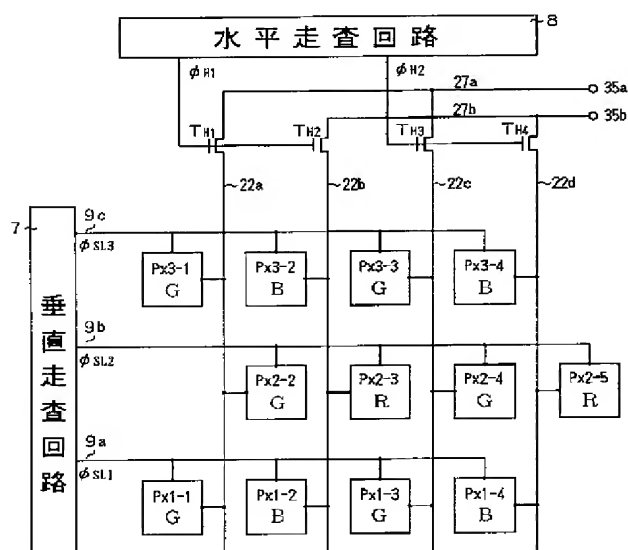 水平走査回路
8
φH1
φH2
27a
35a
27b
35b
TH1
TH2
TH3
TH4
22a
22b
22c
22d
7
垂直走査回路
9c
φSL3
Px3-1
G
Px3-2
B
Px3-3
G
Px3-4
B
9b
φSL2
Px2-2
G
Px2-3
R
Px2-4
G
Px2-5
R
9a
φSL1
Px1-1
G
Px1-2
B
Px1-3
G
Px1-4
B